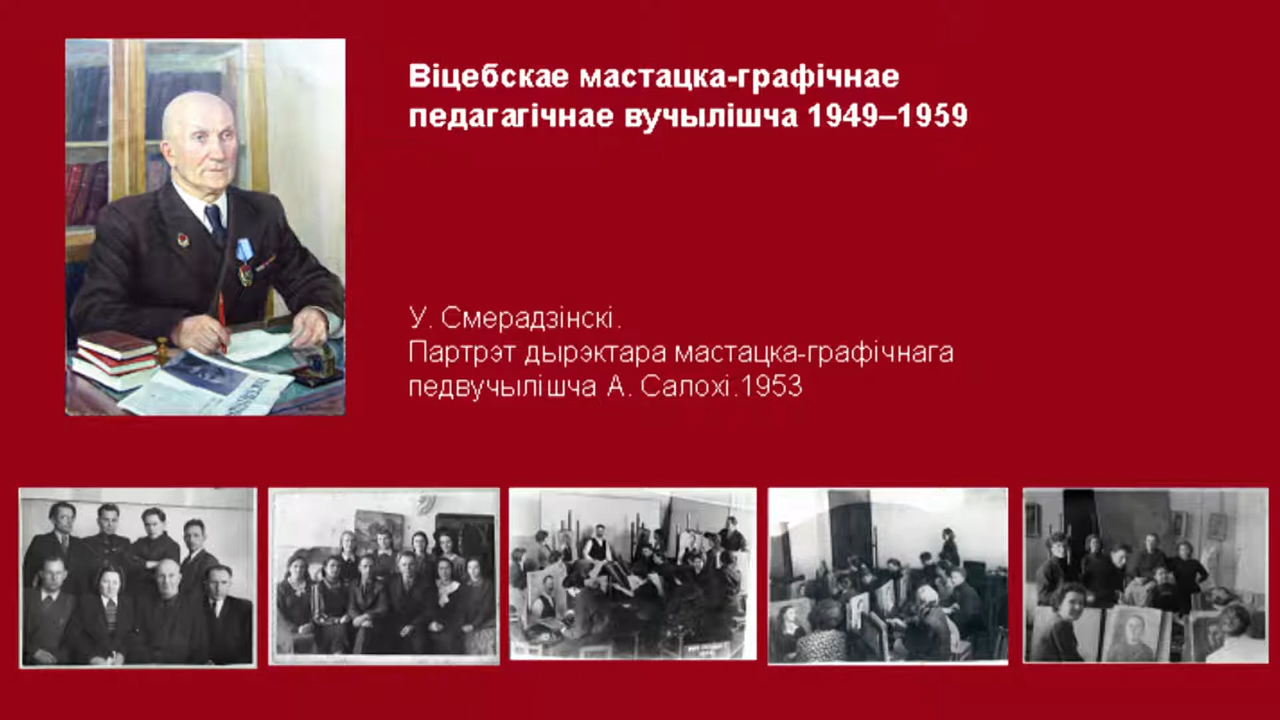 Віцебскае мастацка-графічнае
педагагічнае вучылішча 1949–1959
У. Смерадзінскі.
Партрэт дырэктара мастацка-графічнага
педвучылішча А. Салохі.1953